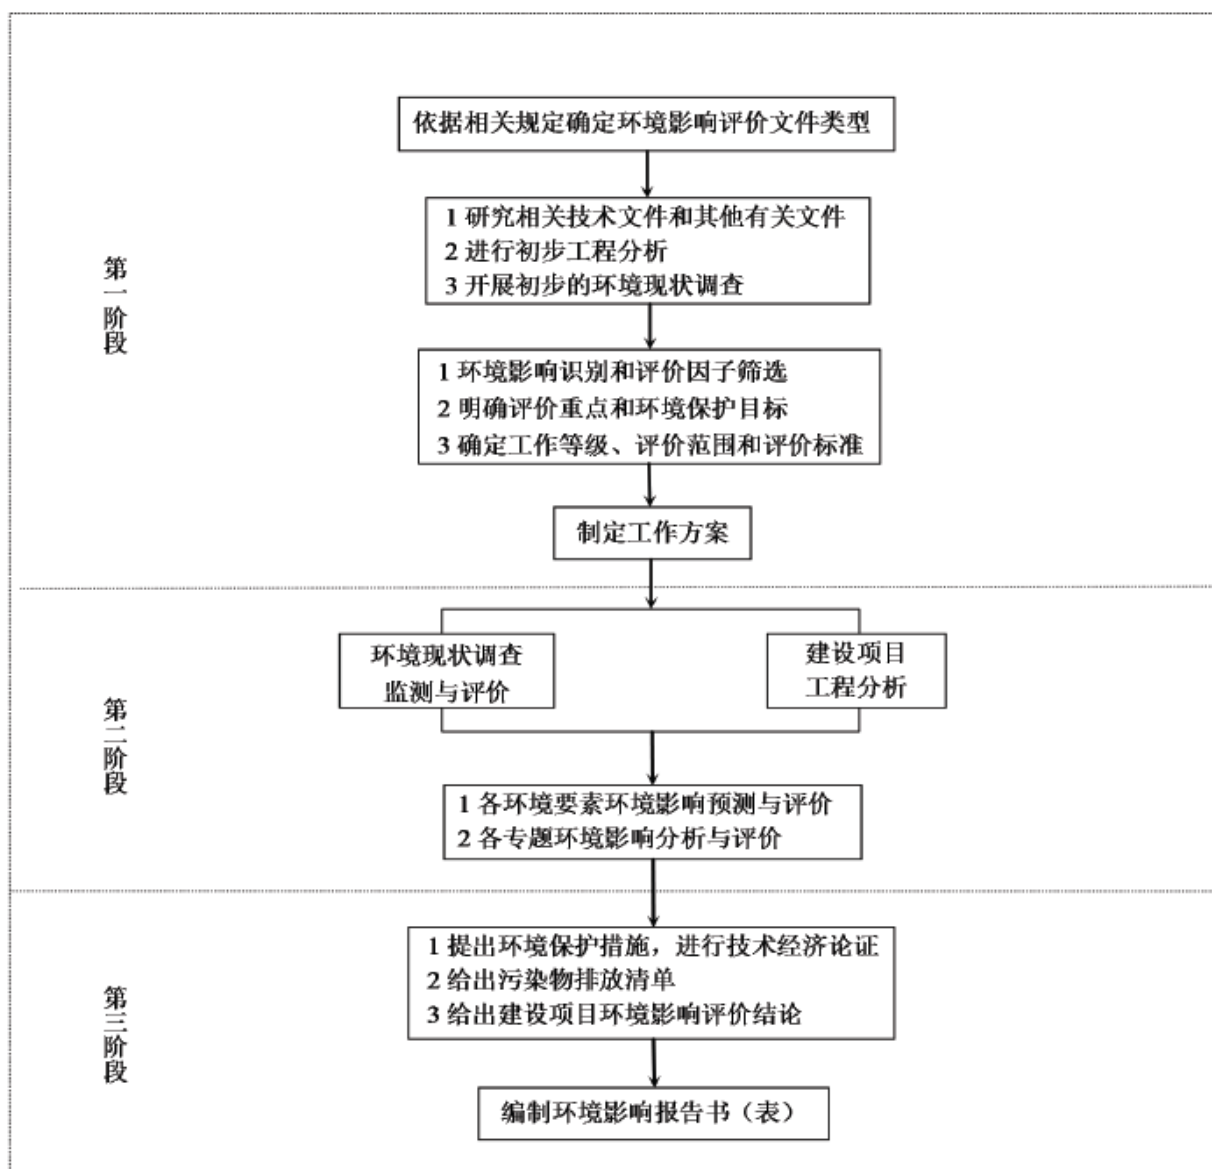 依据相关规定确定环境影响评价文件类型
1 研究相关技术文件和其他有关文件
2 进行初步工程分析
3 开展初步的环境现状调查
第一阶段
1 环境影响识别和评价因子筛选
2 明确评价重点和环境保护目标
3 确定工作等级、评价范围和评价标准
制定工作方案
环境现状调查
监测与评价
建设项目
工程分析
第二阶段
1 各环境要素环境影响预测与评价
2 各专题环境影响分析与评价
1 提出环境保护措施，进行技术经济论证
2 给出污染物排放清单
3 给出建设项目环境影响评价结论
第三阶段
编制环境影响报告书（表）